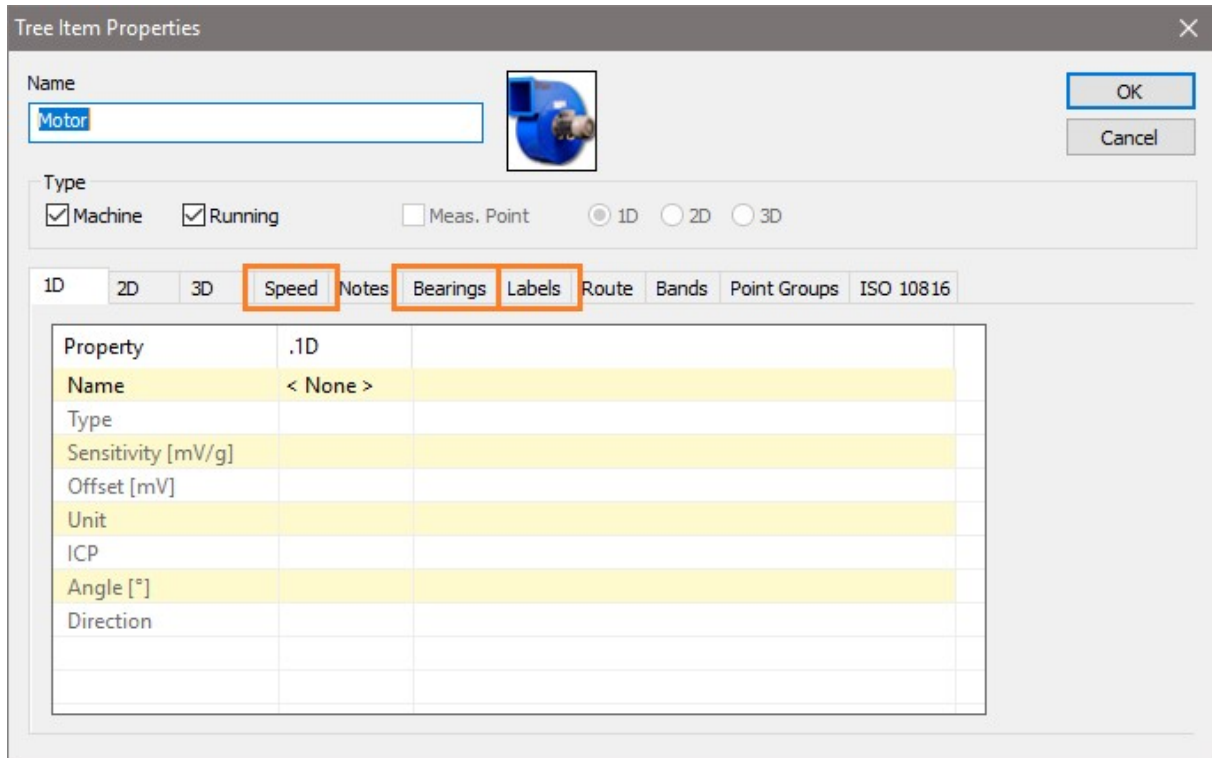 Tree Item Properties
Name
Motor
OK
Cancel
Type
Machine Running Meas. Point 1D 2D 3D
1D 2D 3D Speed Notes Bearings Labels Route Bands Point Groups ISO 10816
Property .1D
Name < None >
Type
Sensitivity [mV/g]
Offset [mV]
Unit
ICP
Angle [°]
Direction